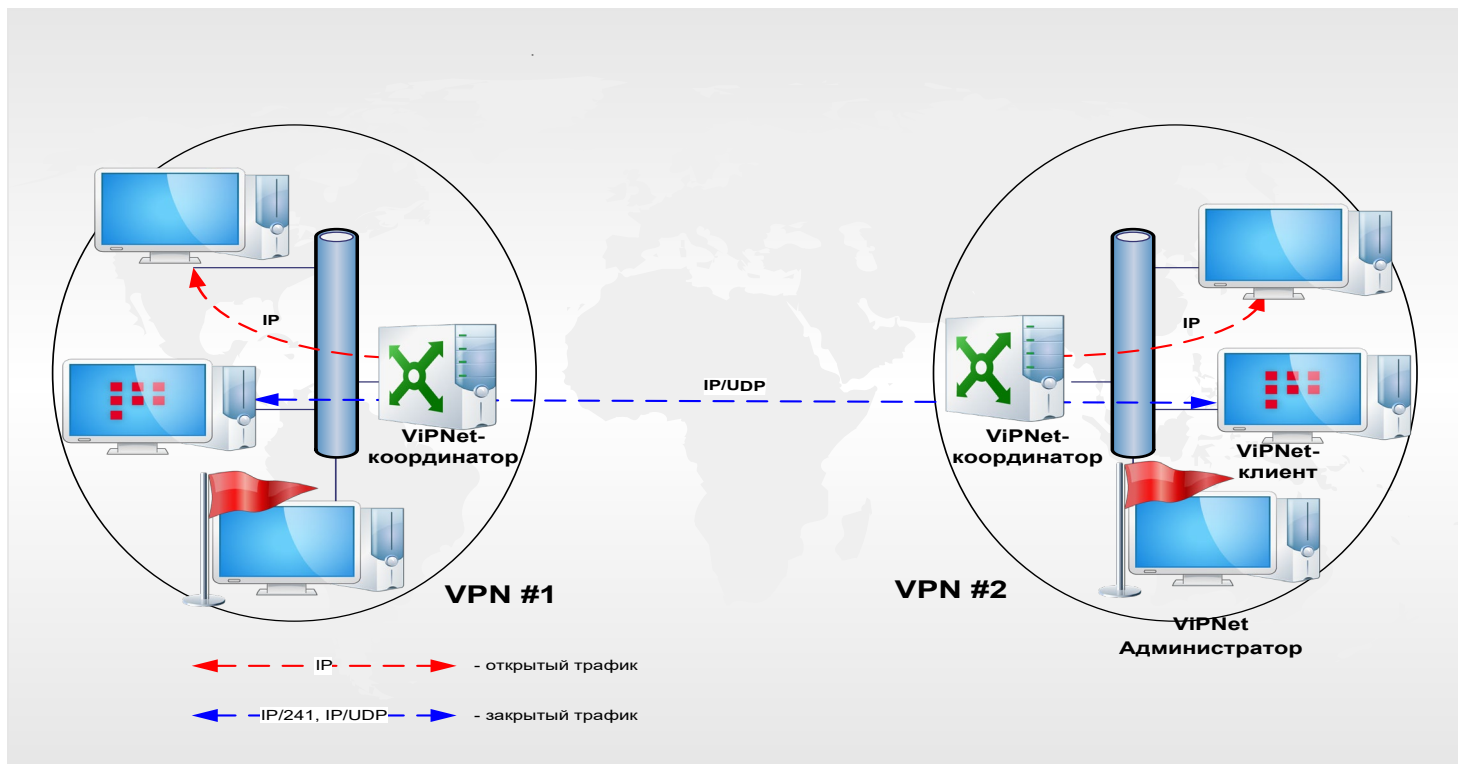 IP
ViPNet-
координатор
VPN #1
IP/UDP
IP
ViPNet-
координатор
ViPNet-
клиент
VPN #2
ViPNet
Администратор
IP
- открытый трафик
IP/241, IP/UDP
- закрытый трафик